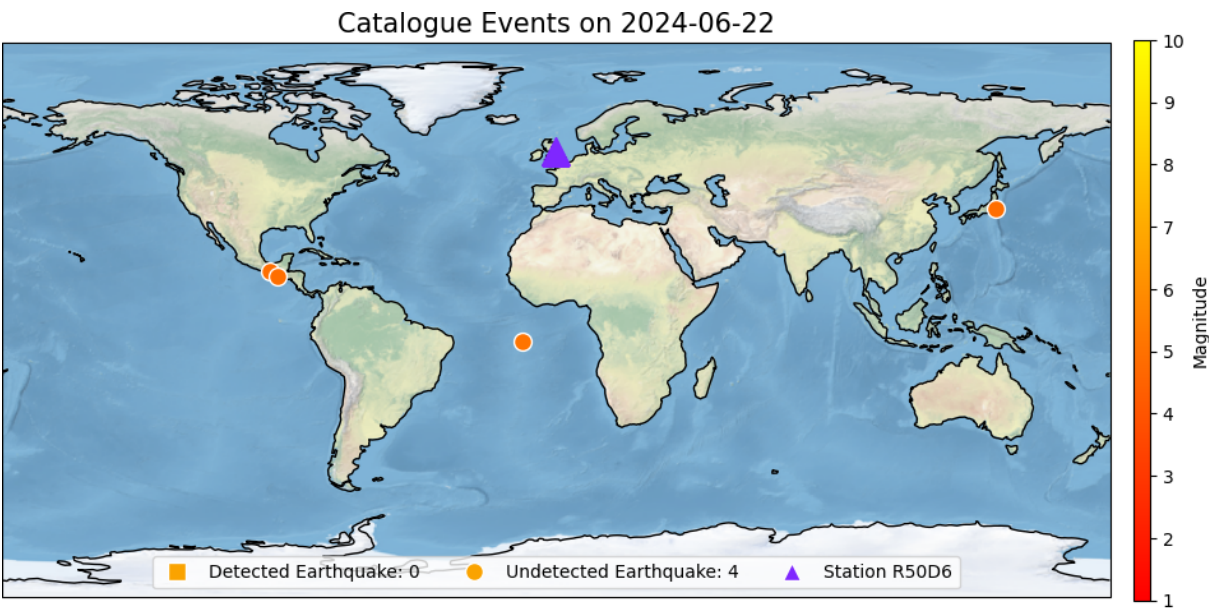 Catalogue Events on 2024-06-22
10
9
8
7
6
5
4
3
2
1
Magnitude
Detected Earthquake: 0
Undetected Earthquake: 4
Station R50D6